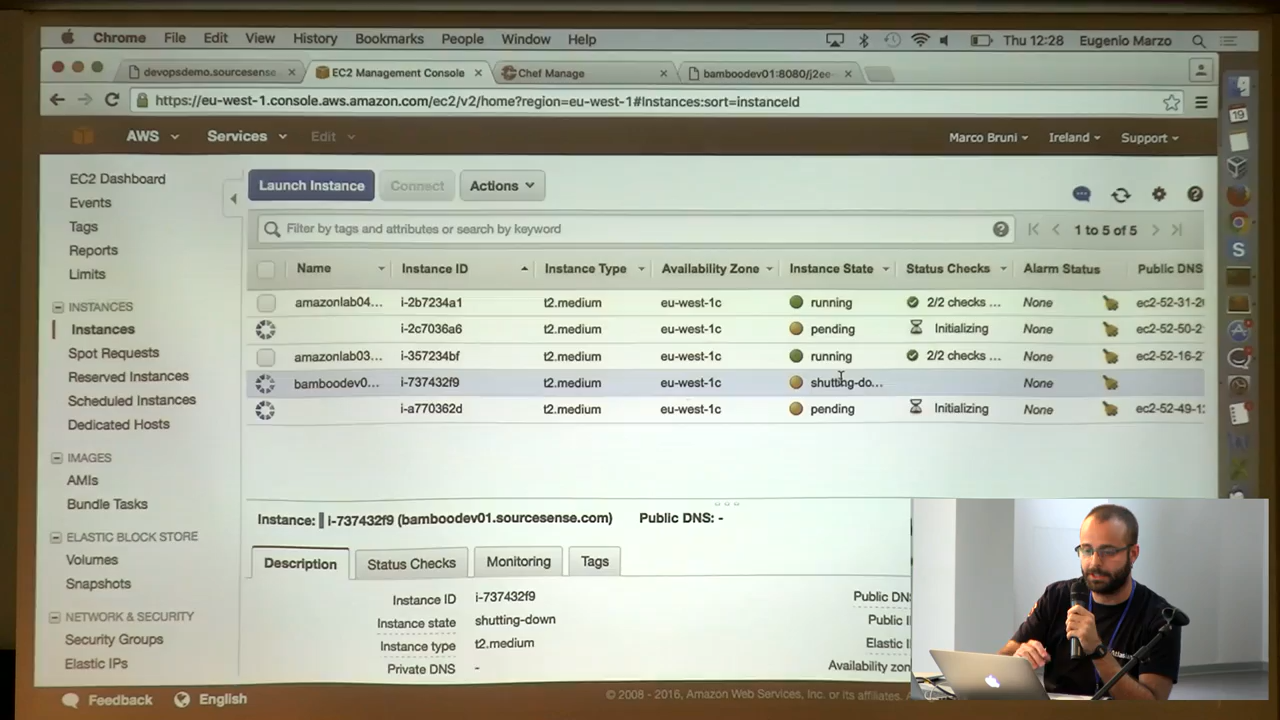 Chrome File Edit View History Bookmarks People Window Help Thu 12:28 Eugenio Marzo
devopsdemo.sourcesense EC2 Management Console Chef Manage bamboodev01:8080/j2ee-
https://eu-west-1.console.aws.amazon.com/ec2/v2/home?region=eu-west-1#Instances:sort=instanceId
AWS Services Edit Marco Bruni Ireland Support
19
EC2 Dashboard
Events
Tags
Reports
Limits
INSTANCES
Instances
Spot Requests
Reserved Instances
Scheduled Instances
Dedicated Hosts
IMAGES
AMIs
Bundle Tasks
ELASTIC BLOCK STORE
Volumes
Snapshots
NETWORK & SECURITY
Security Groups
Elastic IPs
Launch Instance Connect Actions
Filter by tags and attributes or search by keyword 1 to 5 of 5
Name Instance ID Instance Type Availability Zone Instance State Status Checks Alarm Status Public DNS
amazonlab04... i-2b7234a1 t2.medium eu-west-1c running 2/2 checks ... None ec2-52-31-2
i-2c7036a6 t2.medium eu-west-1c pending Initializing None ec2-52-50-2
amazonlab03... i-357234bf t2.medium eu-west-1c running 2/2 checks ... None ec2-52-16-2
bamboodev0... i-737432f9 t2.medium eu-west-1c shutting-do... None
i-a770362d t2.medium eu-west-1c pending Initializing None ec2-52-49-1
Instance: i-737432f9 (bamboodev01.sourcesense.com) Public DNS: -
Description Status Checks Monitoring Tags
Instance ID i-737432f9 Public DN
Instance state shutting-down Public I
Instance type t2.medium Elastic I
Private DNS - Availability zon
Feedback English © 2008 - 2016, Amazon Web Services, Inc. or its affiliates.